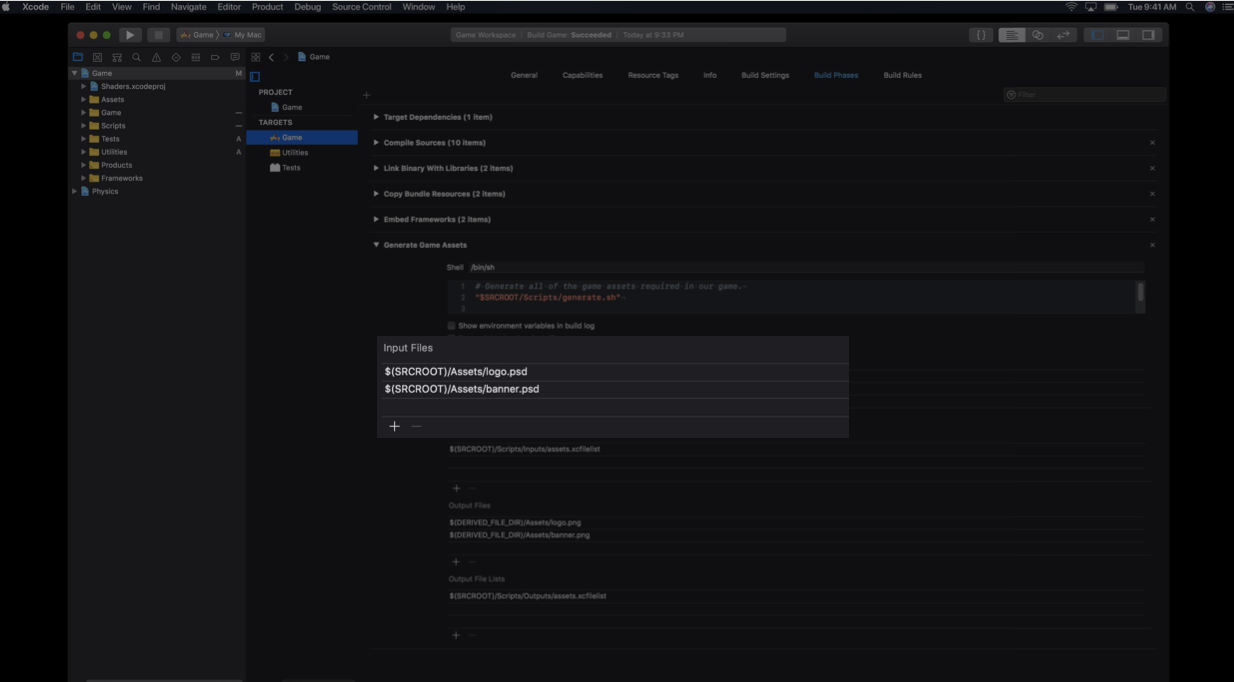 Xcode File Edit View Find Navigate Editor Product Debug Source Control Window Help Tue 9:41 AM
Game My Mac Game Workspace | Build Game: Succeeded | Today at 9:33 PM
Game
Game M
Shaders.xcodeproj
Assets
Game
Scripts
Tests A
Utilities A
Products
Frameworks
Physics
PROJECT
Game
TARGETS
Game
Utilities
Tests
General Capabilities Resource Tags Info Build Settings Build Phases Build Rules
Filter
Target Dependencies (1 item)
Compile Sources (10 items)
Link Binary With Libraries (2 items)
Copy Bundle Resources (2 items)
Embed Frameworks (2 items)
Generate Game Assets
Shell /bin/sh
1 # Generate all of the game assets required in our game.
2 "$SRCROOT/Scripts/generate.sh"
3
Show environment variables in build log
Input Files
$(SRCROOT)/Assets/logo.psd
$(SRCROOT)/Assets/banner.psd
$(SRCROOT)/Scripts/Inputs/assets.xcfilelist
Output Files
$(DERIVED_FILE_DIR)/Assets/logo.png
$(DERIVED_FILE_DIR)/Assets/banner.png
Output File Lists
$(SRCROOT)/Scripts/Outputs/assets.xcfilelist